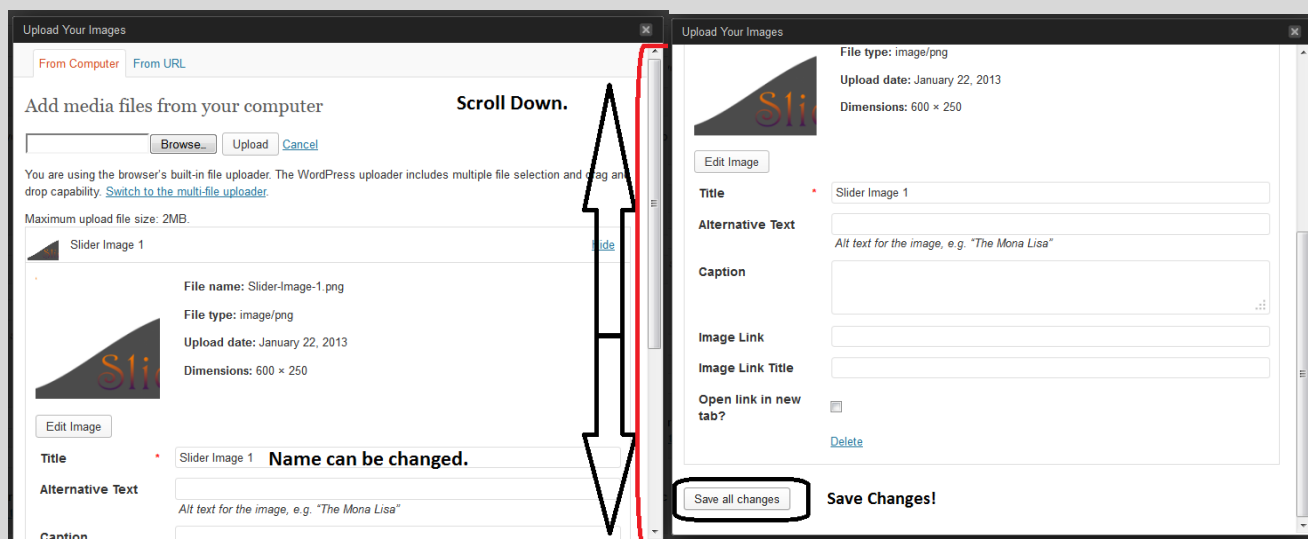 Upload Your Images
From Computer From URL
Add media files from your computer
Scroll Down.
Browse... Upload Cancel
You are using the browser's built-in file uploader. The WordPress uploader includes multiple file selection and drag and
drop capability. Switch to the multi-file uploader.
Maximum upload file size: 2MB.
Slider Image 1 Hide
File name: Slider-Image-1.png
File type: image/png
Upload date: January 22, 2013
Dimensions: 600 × 250
Sli
Edit Image
Title * Slider Image 1 Name can be changed.
Alternative Text
Alt text for the image, e.g. "The Mona Lisa"
Caption
Upload Your Images
File type: image/png
Upload date: January 22, 2013
Dimensions: 600 × 250
Sli
Edit Image
Title * Slider Image 1
Alternative Text
Alt text for the image, e.g. "The Mona Lisa"
Caption
Image Link
Image Link Title
Open link in new
tab?
Delete
Save all changes Save Changes!